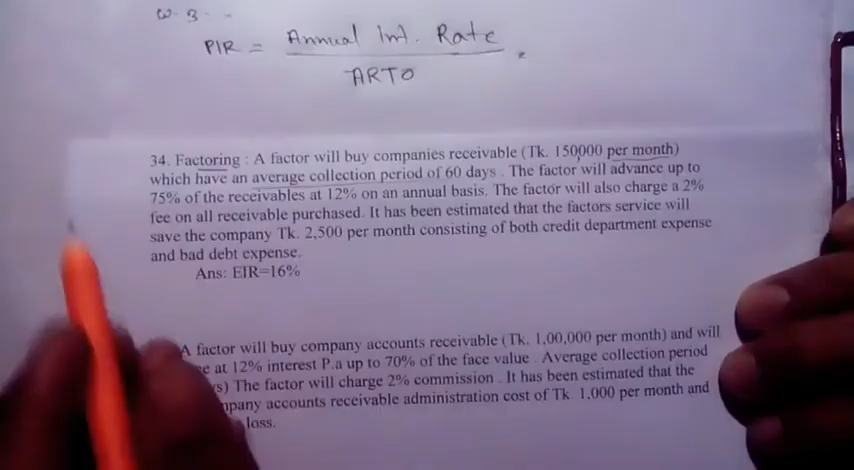 PIR = Annual Int. Rate
ARTO
34. Factoring : A factor will buy companies receivable (Tk. 150,000 per month)
which have an average collection period of 60 days . The factor will advance up to
75% of the receivables at 12% on an annual basis. The factor will also charge a 2%
fee on all receivable purchased. It has been estimated that the factors service will
save the company Tk. 2,500 per month consisting of both credit department expense
and bad debt expense.
Ans: EIR=16%
A factor will buy company accounts receivable (Tk. 1,00,000 per month) and will
at 12% interest P.a up to 70% of the face value . Average collection period
The factor will charge 2% commission . It has been estimated that the
accounts receivable administration cost of Tk 1,000 per month and
loss.